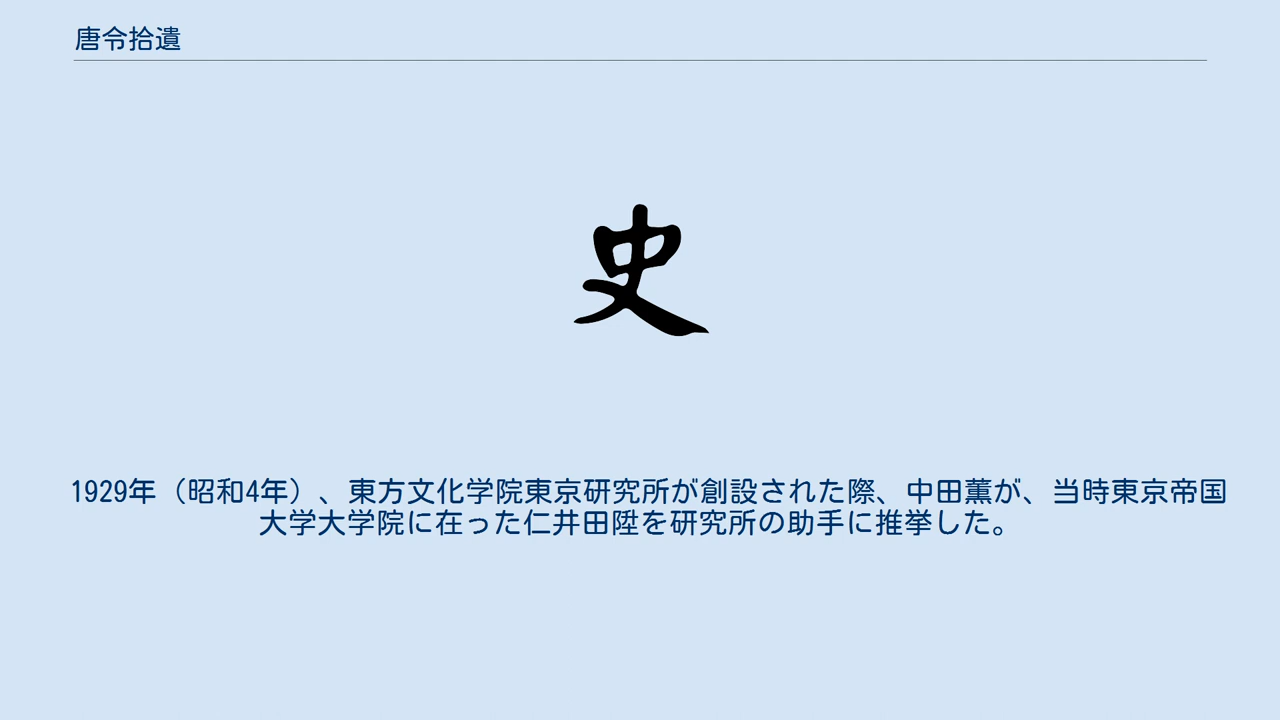 唐令拾遺
史
1929年（昭和4年）、東方文化学院東京研究所が創設された際、中田薫が、当時東京帝国
大学大学院に在った仁井田陞を研究所の助手に推挙した。